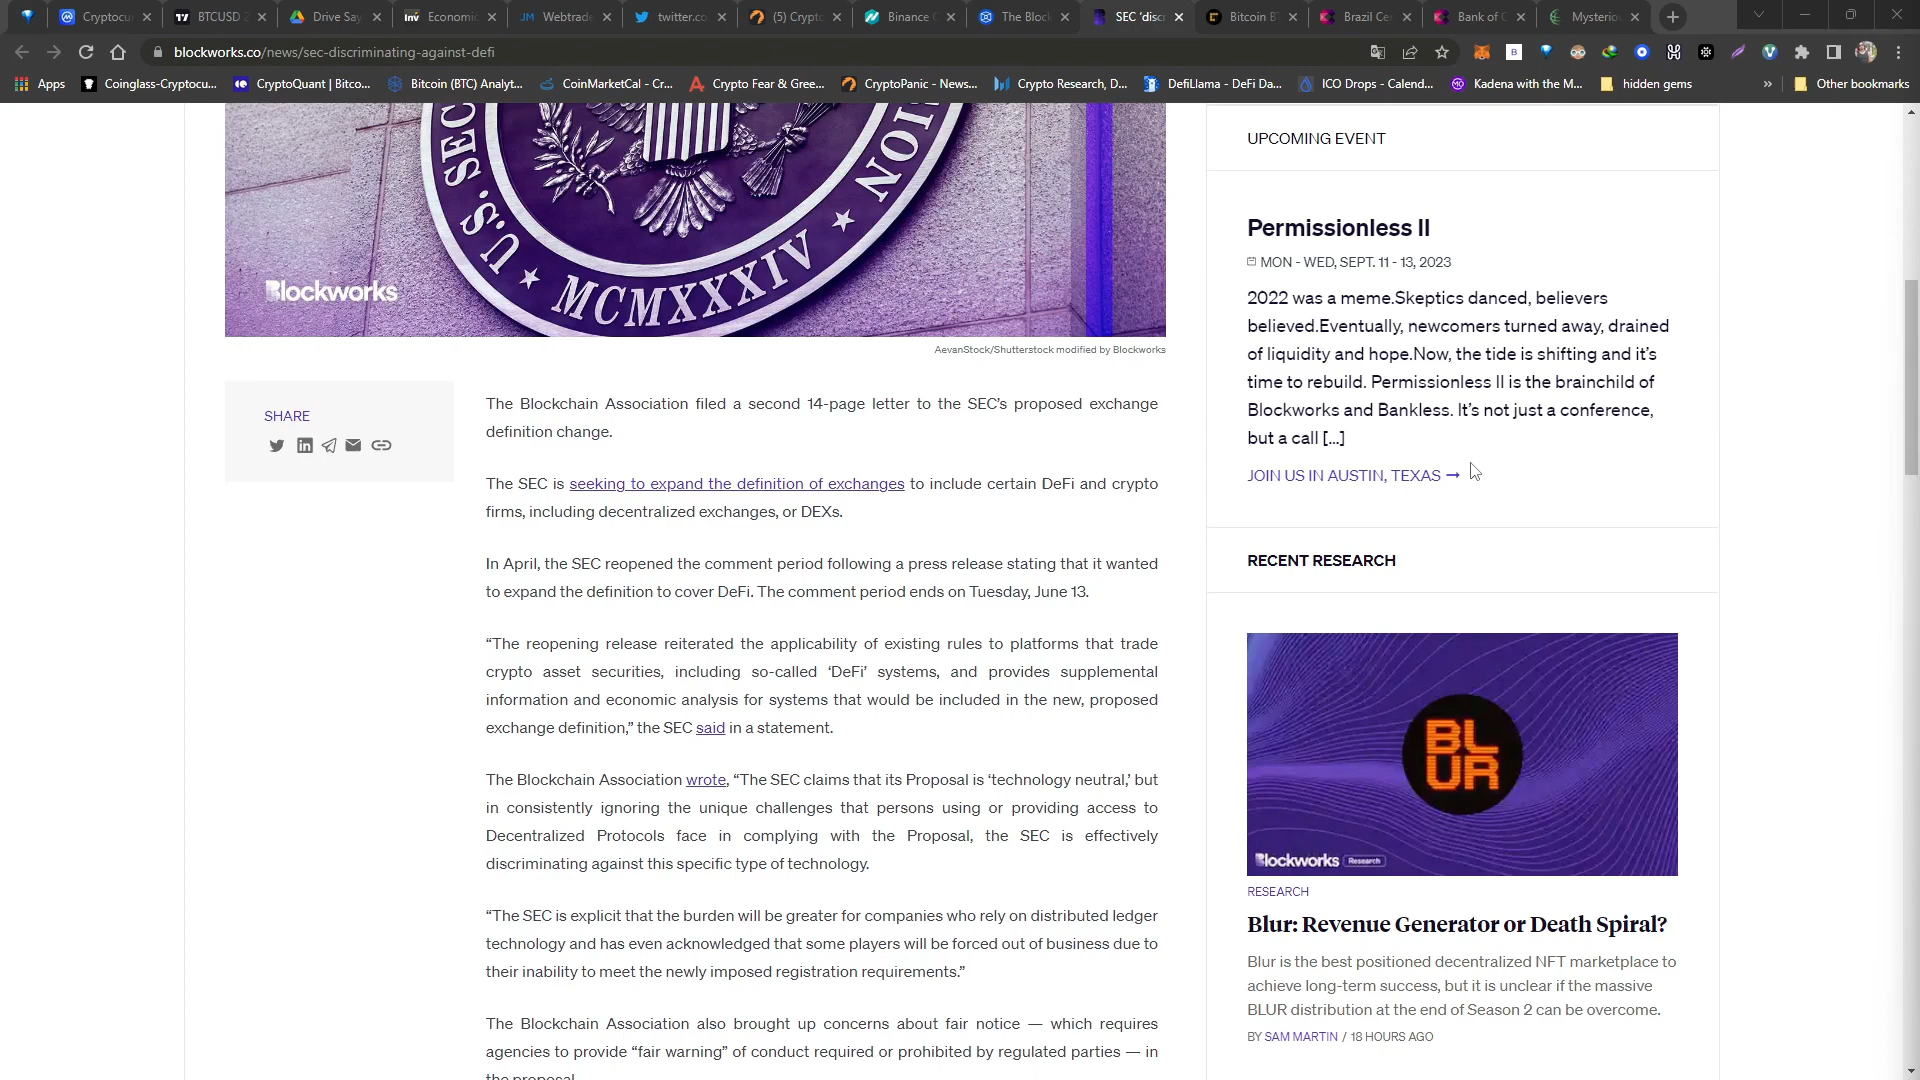 Cryptocu
BTCUSD 2
Drive Say
inv Economic
JM Webtrade
twitter.co
(5) Crypto
Binance C
The Block
SEC ‘disc
Bitcoin B
Brazil Ce
Bank of C
Mysteriou
blockworks.co/news/sec-discriminating-against-defi
Apps
Coinglass-Cryptocu...
CryptoQuant | Bitco...
Bitcoin (BTC) Analyt...
CoinMarketCal - Cr...
Crypto Fear & Gree...
CryptoPanic - News...
Crypto Research, D...
DefiLlama - DeFi Da...
ICO Drops - Calend...
Kadena with the M...
hidden gems
»
Other bookmarks
U.S. SEC
ION
MCMXXXIV
Blockworks
AevanStock/Shutterstock modified by Blockworks
SHARE
The Blockchain Association filed a second 14-page letter to the SEC’s proposed exchange
definition change.
The SEC is seeking to expand the definition of exchanges to include certain DeFi and crypto
firms, including decentralized exchanges, or DEXs.
In April, the SEC reopened the comment period following a press release stating that it wanted
to expand the definition to cover DeFi. The comment period ends on Tuesday, June 13.
“The reopening release reiterated the applicability of existing rules to platforms that trade
crypto asset securities, including so-called ‘DeFi’ systems, and provides supplemental
information and economic analysis for systems that would be included in the new, proposed
exchange definition,” the SEC said in a statement.
The Blockchain Association wrote, “The SEC claims that its Proposal is ‘technology neutral,’ but
in consistently ignoring the unique challenges that persons using or providing access to
Decentralized Protocols face in complying with the Proposal, the SEC is effectively
discriminating against this specific type of technology.
“The SEC is explicit that the burden will be greater for companies who rely on distributed ledger
technology and has even acknowledged that some players will be forced out of business due to
their inability to meet the newly imposed registration requirements.”
The Blockchain Association also brought up concerns about fair notice — which requires
agencies to provide “fair warning” of conduct required or prohibited by regulated parties — in
the proposal.
UPCOMING EVENT
Permissionless II
MON - WED, SEPT. 11 - 13, 2023
2022 was a meme.Skeptics danced, believers
believed.Eventually, newcomers turned away, drained
of liquidity and hope.Now, the tide is shifting and it’s
time to rebuild. Permissionless II is the brainchild of
Blockworks and Bankless. It’s not just a conference,
but a call [...]
JOIN US IN AUSTIN, TEXAS →
RECENT RESEARCH
BL
UR
Blockworks Research
RESEARCH
Blur: Revenue Generator or Death Spiral?
Blur is the best positioned decentralized NFT marketplace to
achieve long-term success, but it is unclear if the massive
BLUR distribution at the end of Season 2 can be overcome.
BY SAM MARTIN / 18 HOURS AGO